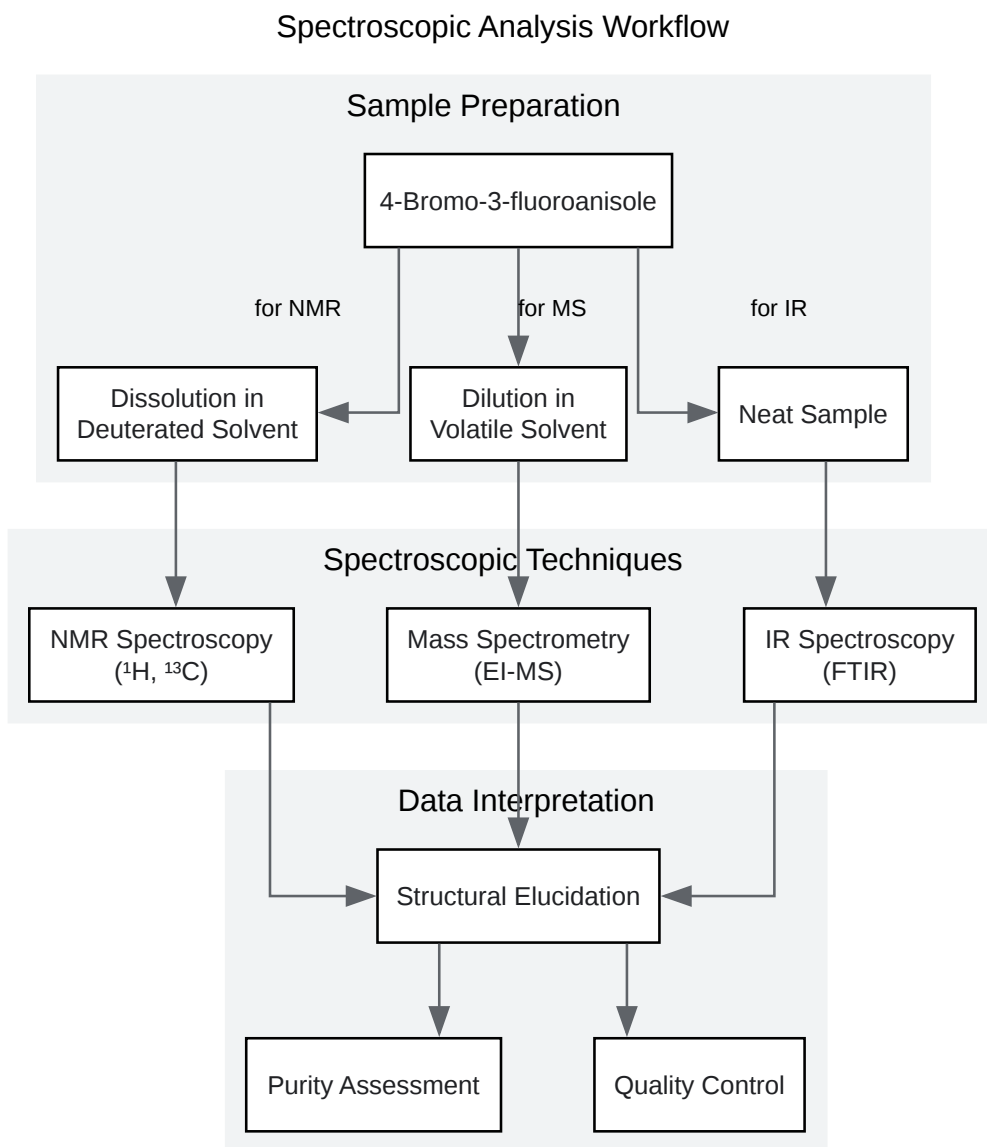 Spectroscopic Analysis Workflow
Sample Preparation
4-Bromo-3-fluoroanisole
for NMR
for MS
for IR
Dissolution in
Deuterated Solvent
Dilution in
Volatile Solvent
Neat Sample
Spectroscopic Techniques
NMR Spectroscopy
(¹H, ¹³C)
Mass Spectrometry
(EI-MS)
IR Spectroscopy
(FTIR)
Data Interpretation
Structural Elucidation
Purity Assessment
Quality Control